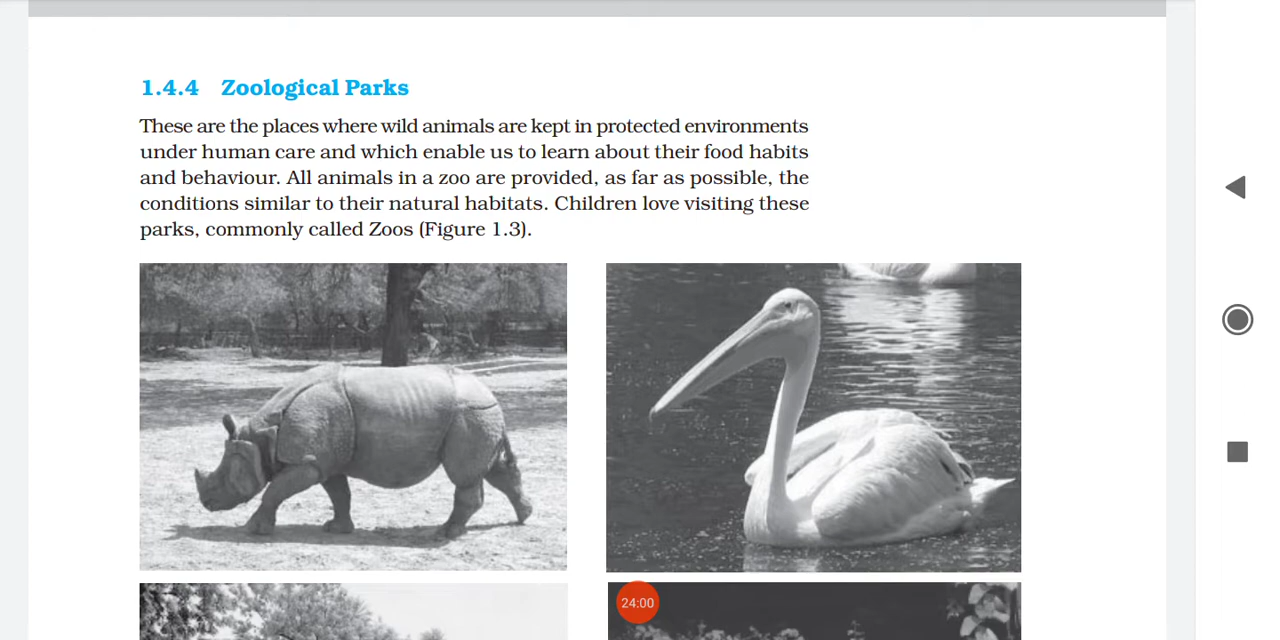 1.4.4 Zoological Parks
These are the places where wild animals are kept in protected environments
under human care and which enable us to learn about their food habits
and behaviour. All animals in a zoo are provided, as far as possible, the
conditions similar to their natural habitats. Children love visiting these
parks, commonly called Zoos (Figure 1.3).
24:00